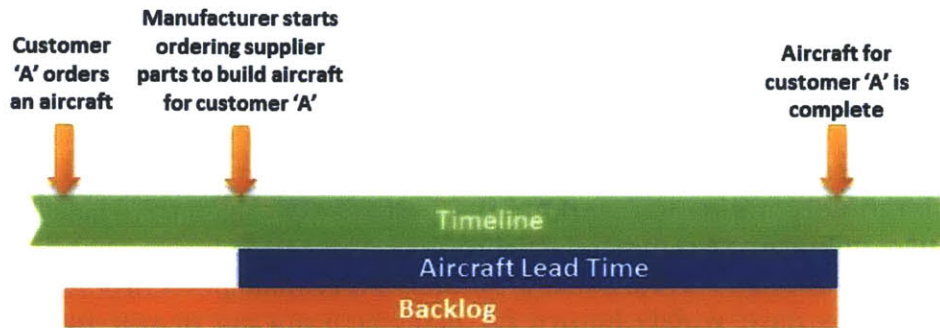 Customer
‘A’ orders
an aircraft
Manufacturer starts
ordering supplier
parts to build aircraft
for customer ‘A’
Aircraft for
customer ‘A’ is
complete
Timeline
Aircraft Lead Time
Backlog